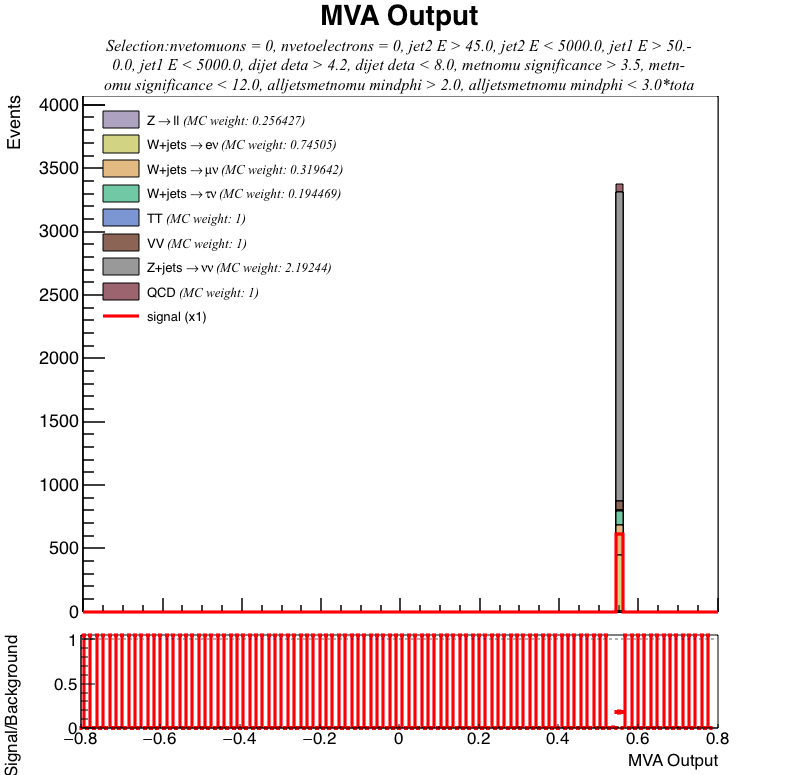 MVA Output
Selection:nvetomuons = 0, nvetoelectrons = 0, jet2 E > 45.0, jet2 E < 5000.0, jet1 E > 50.-
0.0, jet1 E < 5000.0, dijet deta > 4.2, dijet deta < 8.0, metnomu significance > 3.5, metn-
omu significance < 12.0, alljetsmetnomu mindphi > 2.0, alljetsmetnomu mindphi < 3.0*tota
Events
4000
3500
3000
2500
2000
1500
1000
500
0
Z→ll (MC weight: 0.256427)
W+jets→eν (MC weight: 0.74505)
W+jets→μν (MC weight: 0.319642)
W+jets→τν (MC weight: 0.194469)
TT (MC weight: 1)
VV (MC weight: 1)
Z+jets→νν (MC weight: 2.19244)
QCD (MC weight: 1)
signal (x1)
Signal/Background
1
0.5
0
−0.8 −0.6 −0.4 −0.2 0 0.2 0.4 0.6 0.8
MVA Output